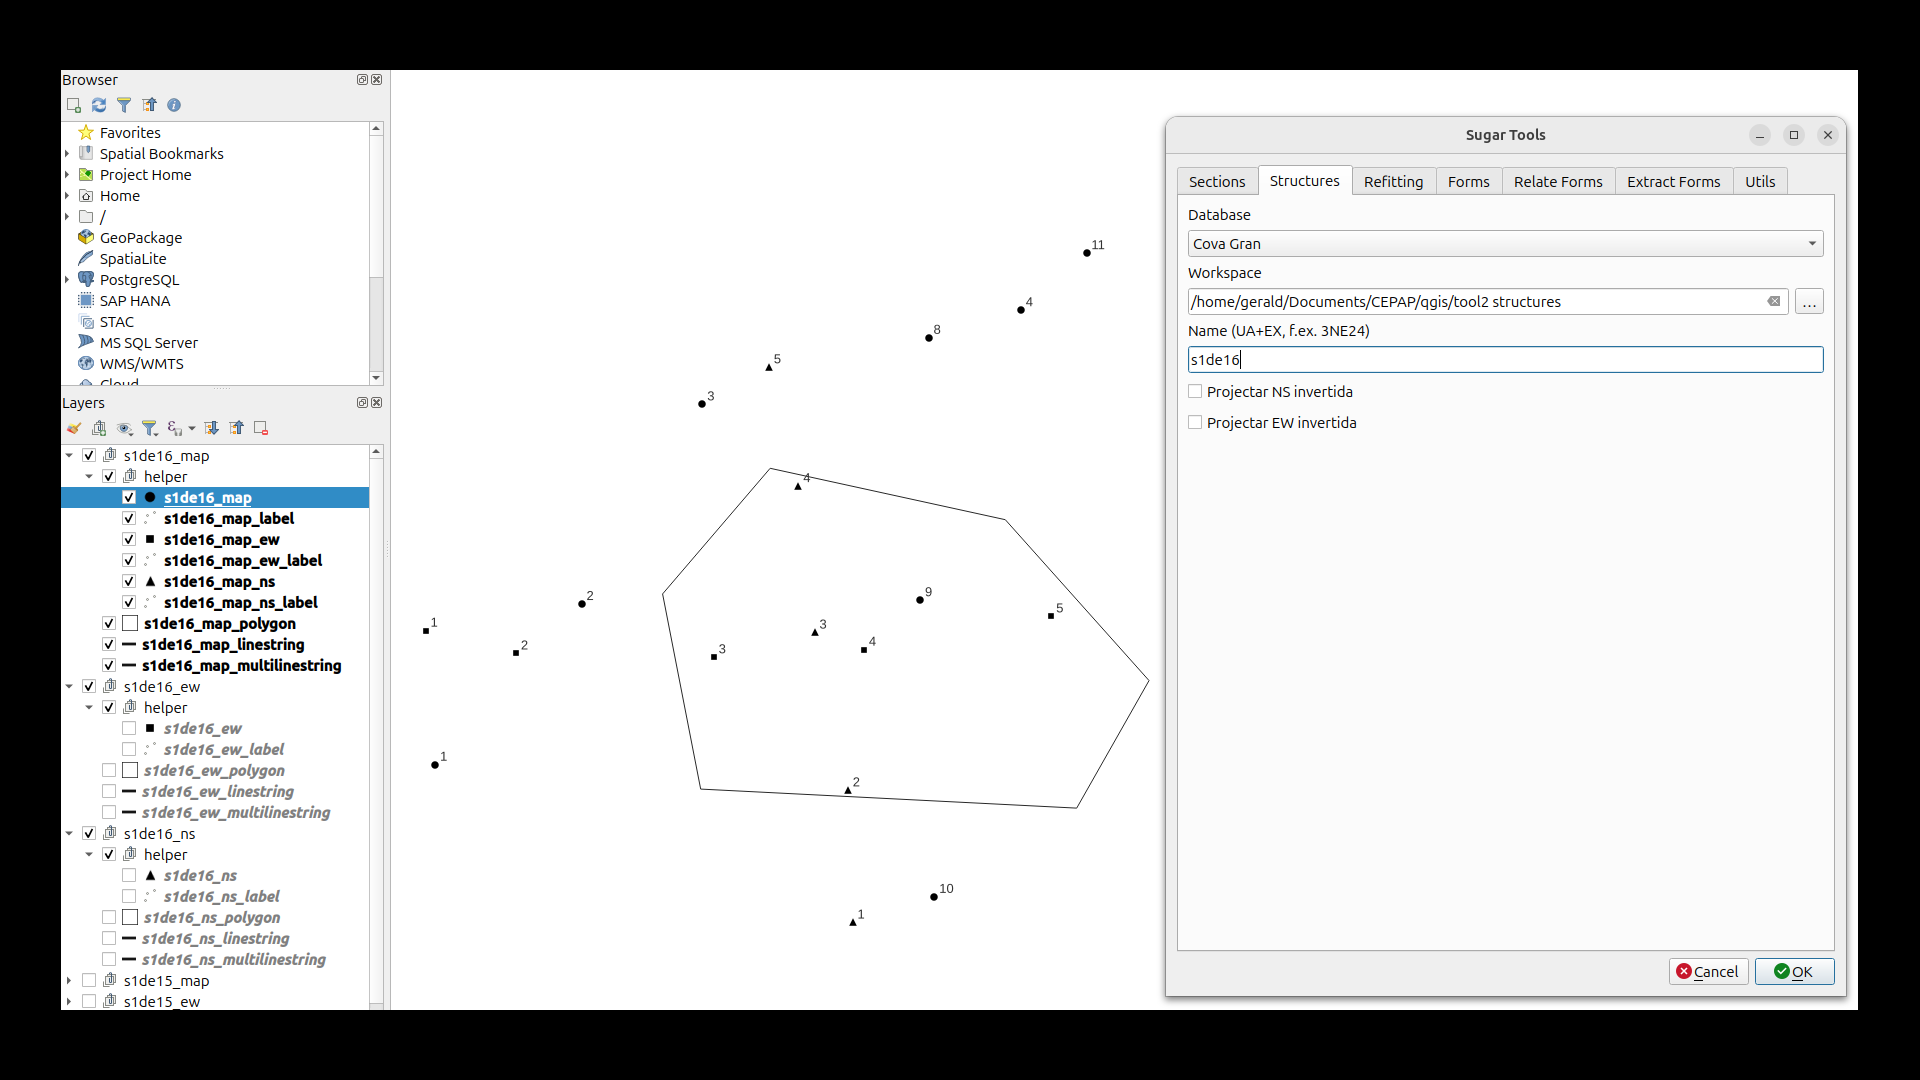 Browser
Favorites
Spatial Bookmarks
Project Home
Home
/
GeoPackage
SpatiaLite
PostgreSQL
SAP HANA
STAC
MS SQL Server
WMS/WMTS
Cloud
Layers
s1de16_map
helper
s1de16_map
s1de16_map_label
s1de16_map_ew
s1de16_map_ew_label
s1de16_map_ns
s1de16_map_ns_label
s1de16_map_polygon
s1de16_map_linestring
s1de16_map_multilinestring
s1de16_ew
helper
s1de16_ew
s1de16_ew_label
s1de16_ew_polygon
s1de16_ew_linestring
s1de16_ew_multilinestring
s1de16_ns
helper
s1de16_ns
s1de16_ns_label
s1de16_ns_polygon
s1de16_ns_linestring
s1de16_ns_multilinestring
s1de15_map
s1de15_ew
11
4
8
5
3
4
2
9
5
1
3
2
4
3
1
2
10
1
Sugar Tools
Sections Structures Refitting Forms Relate Forms Extract Forms Utils
Database
Cova Gran
Workspace
/home/gerald/Documents/CEPAP/qgis/tool2 structures
...
Name (UA+EX, f.ex. 3NE24)
s1de16
Projectar NS invertida
Projectar EW invertida
Cancel OK